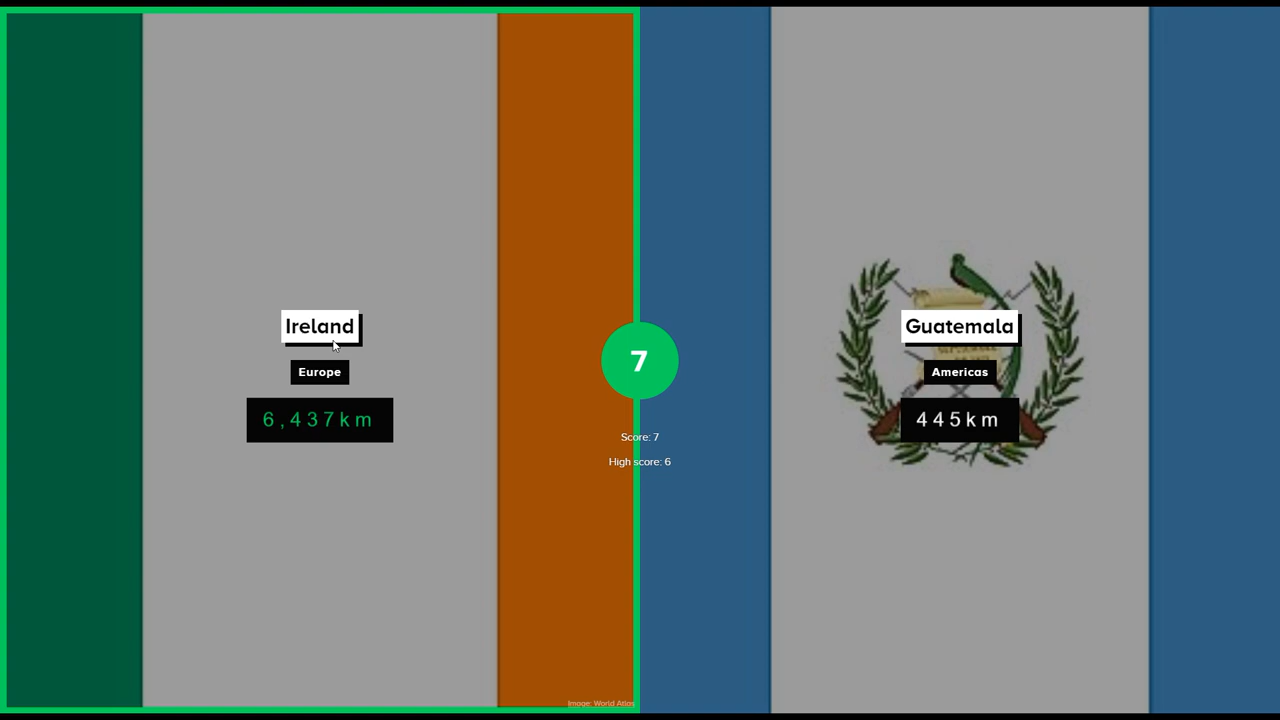 Ireland
Europe
6,437km
7
Score: 7
High score: 6
Guatemala
Americas
445km
Image: World Atlas